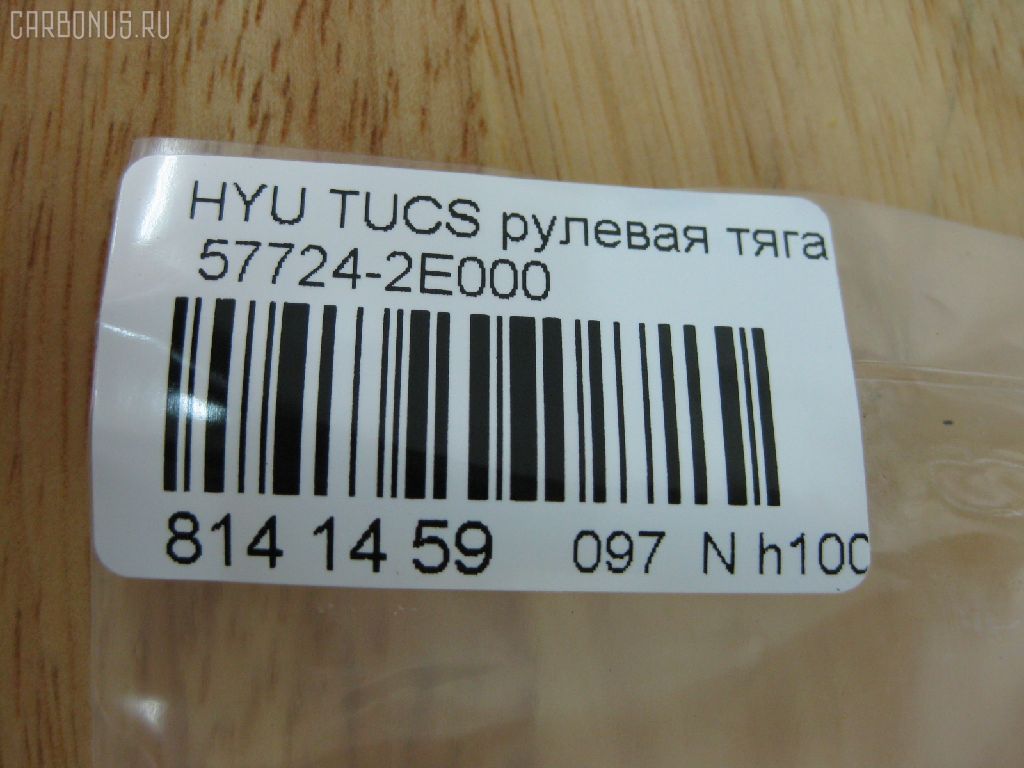 CARBONUS.RU
HYU TUCS рулевая тяга
57724-2E000
814 14 59 097 N h100